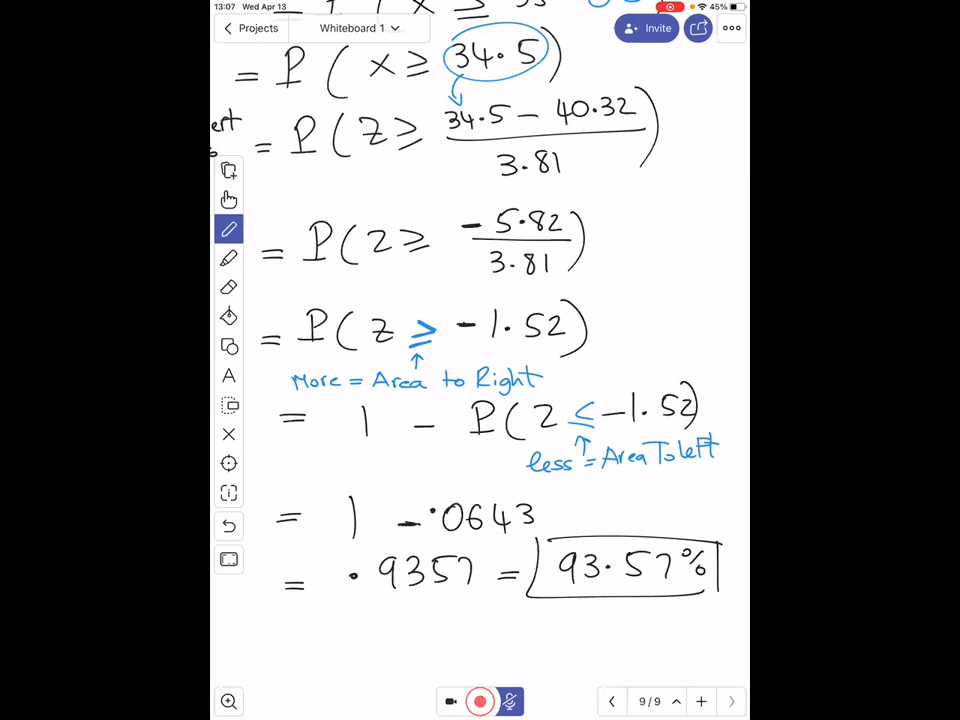 13:07 Wed Apr 13
45%
Projects
Whiteboard 1
Invite
= P ( x ≥ 34.5 )
ert
= P ( Z ≥ 34.5 - 40.32 / 3.81 )
= P ( Z ≥ -5.82 / 3.81 )
= P ( Z ≥ -1.52 )
More = Area to Right
= 1 - P ( Z ≤ -1.52 )
less = Area To left
= 1 - .0643
= .9357 = 93.57%
A
9/9